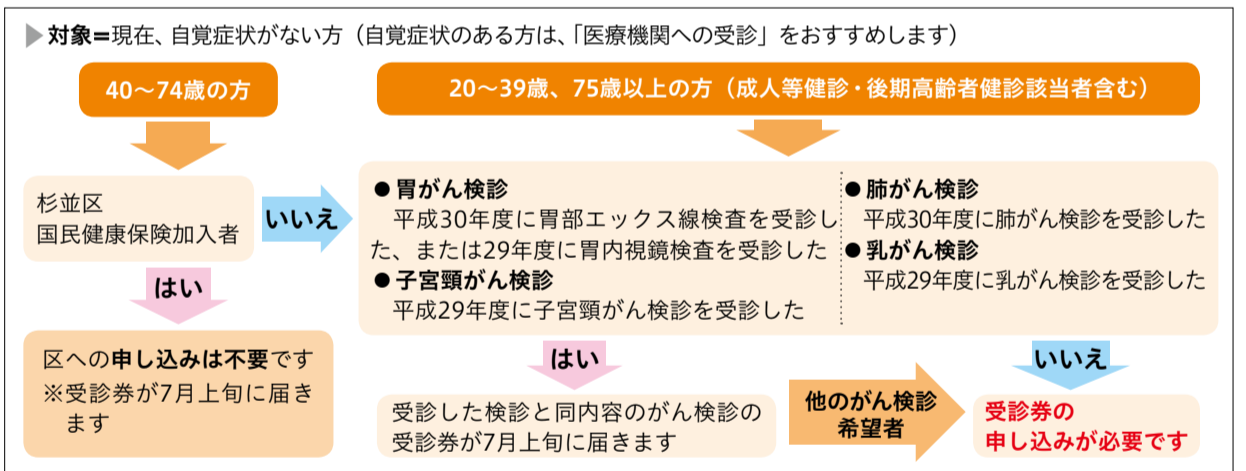 ▶対象=現在、自覚症状がない方（自覚症状のある方は、「医療機関への受診」をおすすめします）
40～74歳の方
20～39歳、75歳以上の方（成人等健診・後期高齢者健診該当者含む）
杉並区
国民健康保険加入者
いいえ
● 胃がん検診
平成30年度に胃部エックス線検査を受診し
た、または29年度に胃内視鏡検査を受診した
● 子宮頸がん検診
平成29年度に子宮頸がん検診を受診した
● 肺がん検診
平成30年度に肺がん検診を受診した
● 乳がん検診
平成29年度に乳がん検診を受診した
はい
区への申し込みは不要です
※受診券が7月上旬に届き
ます
はい
受診した検診と同内容のがん検診の
受診券が7月上旬に届きます
他のがん検診
希望者
いいえ
受診券の
申し込みが必要です